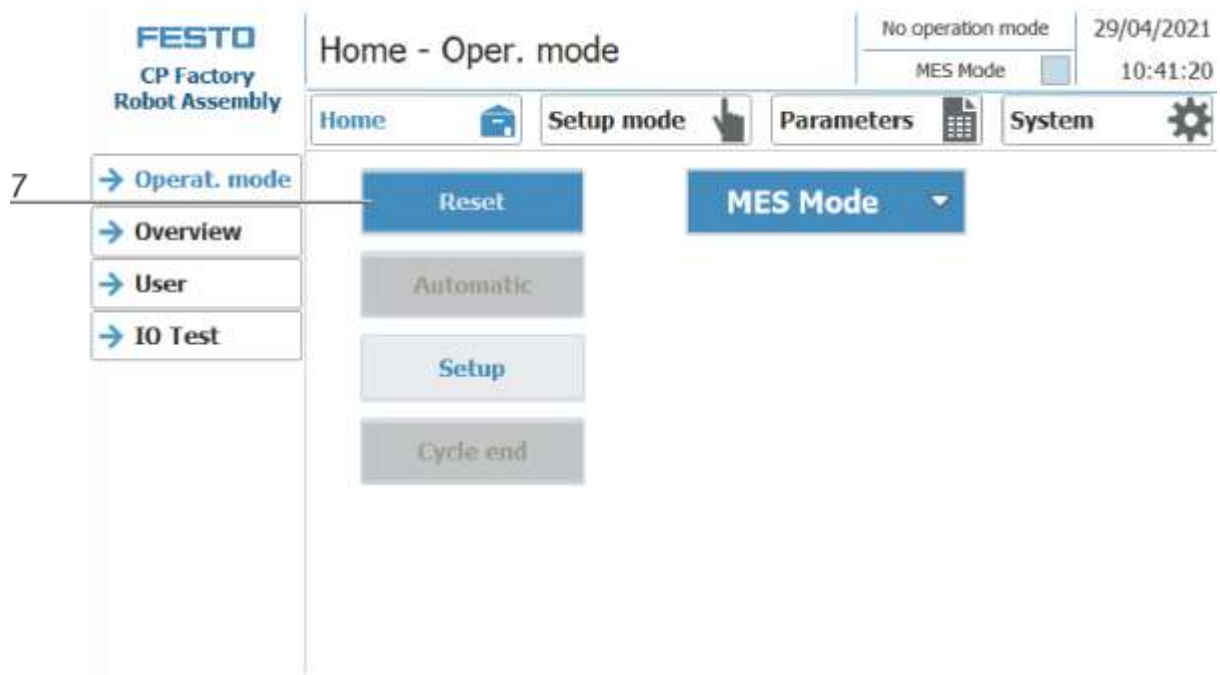 FESTO
CP Factory
Robot Assembly
Home - Oper. mode
No operation mode
MES Mode
29/04/2021
10:41:20
Home
Setup mode
Parameters
System
7
Operat. mode
Overview
User
IO Test
Reset
Automatic
Setup
Cycle end
MES Mode